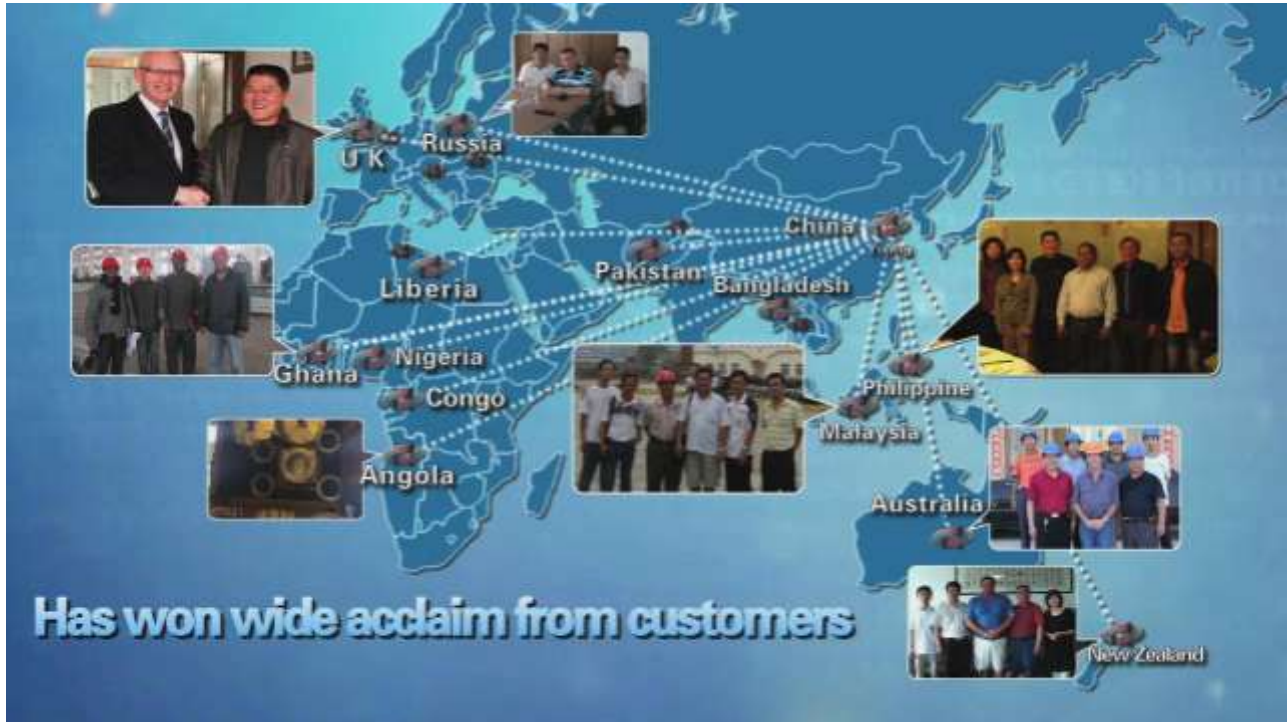 U K
Russia
China
Pakistan
Bangladesh
Liberia
Nigeria
Ghana
Congo
Philippine
Malaysia
Angola
Australia
Has won wide acclaim from customers
New Zealand